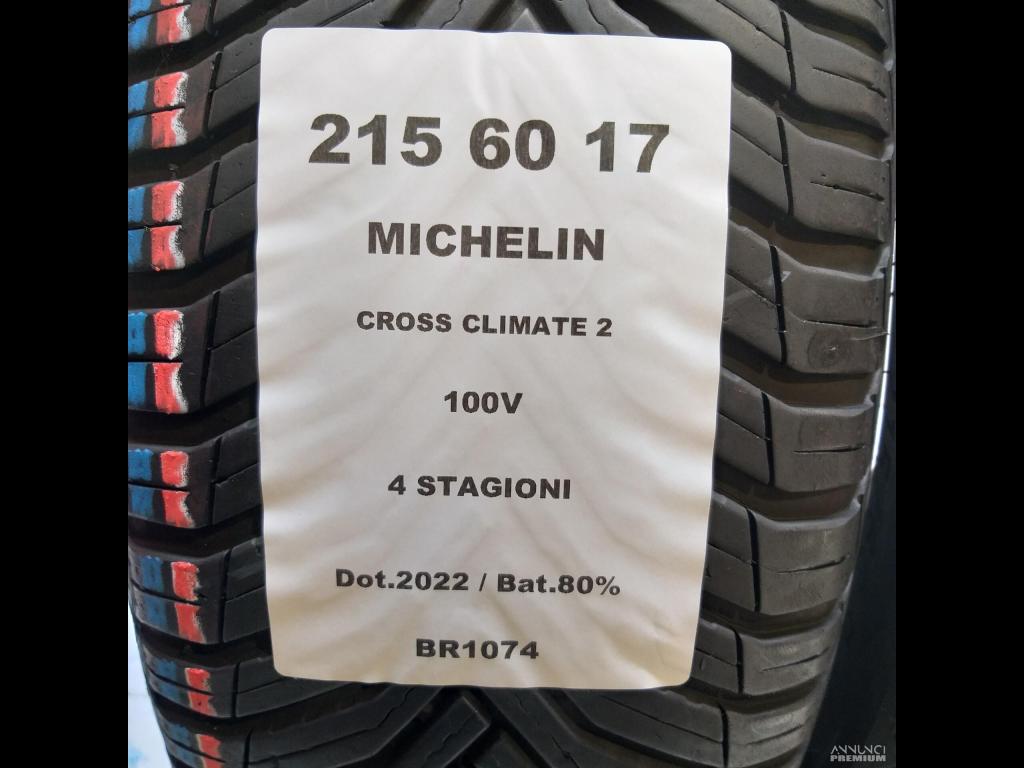 215 60 17
MICHELIN
CROSS CLIMATE 2
100V
4 STAGIONI
Dot.2022 / Bat.80%
BR1074
ANNUNCI
PREMIUM